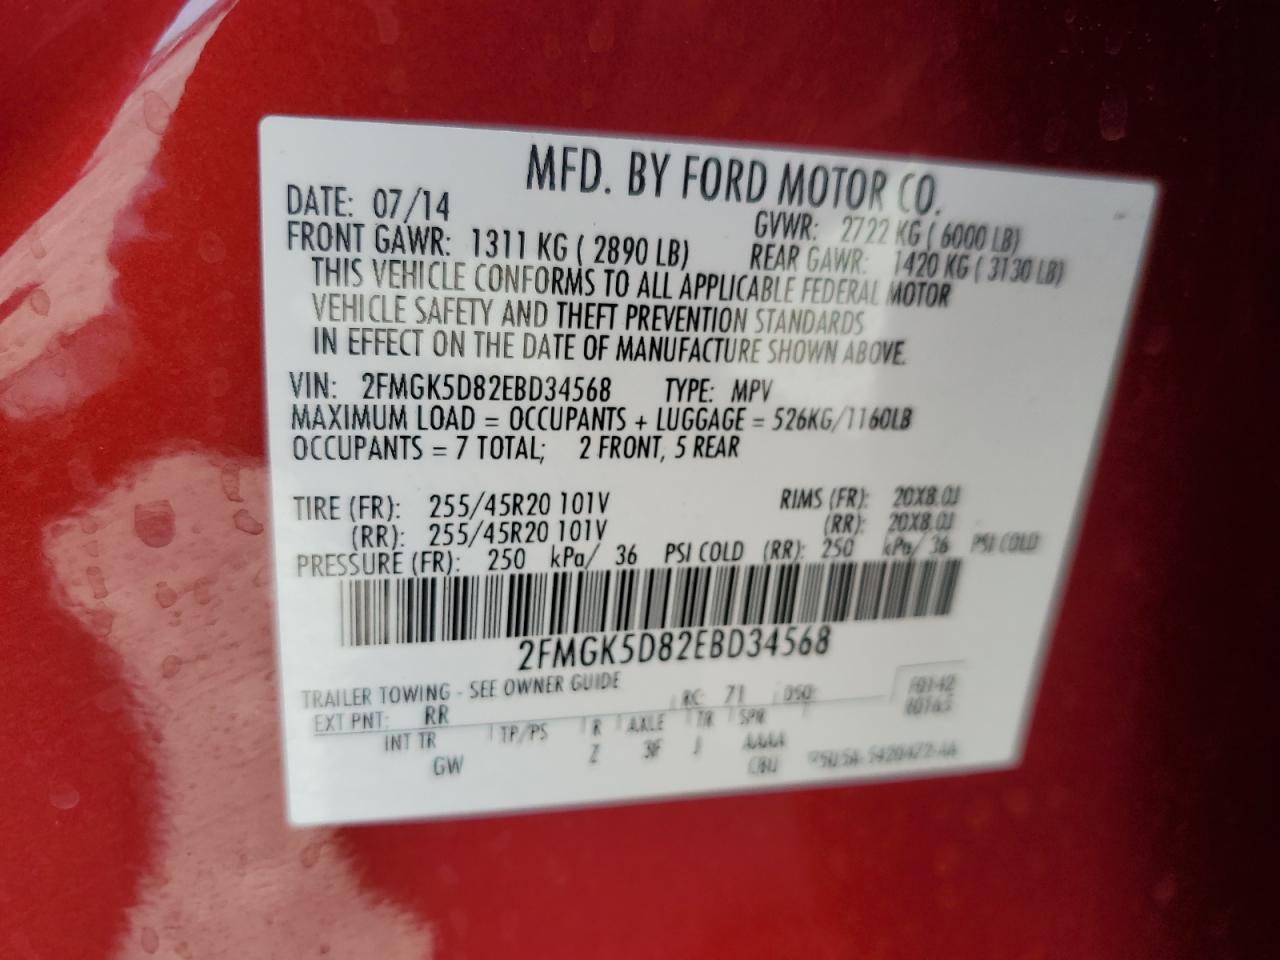 MFD. BY FORD MOTOR CO.
DATE: 07/14 GVWR: 2722 KG ( 6000 LB)
FRONT GAWR: 1311 KG ( 2890 LB) REAR GAWR: 1420 KG ( 3130 LB)
THIS VEHICLE CONFORMS TO ALL APPLICABLE FEDERAL MOTOR
VEHICLE SAFETY AND THEFT PREVENTION STANDARDS
IN EFFECT ON THE DATE OF MANUFACTURE SHOWN ABOVE.
VIN: 2FMGK5D82EBD34568 TYPE: MPV
MAXIMUM LOAD = OCCUPANTS + LUGGAGE = 526KG/1160LB
OCCUPANTS = 7 TOTAL; 2 FRONT, 5 REAR
TIRE (FR): 255/45R20 101V RIMS (FR): 20X8.0J
(RR): 255/45R20 101V (RR): 20X8.0J
PRESSURE (FR): 250 kPa/ 36 PSI COLD (RR): 250 kPa/ 36 PSI COLD
2FMGK5D82EBD34568
TRAILER TOWING - SEE OWNER GUIDE
EXT PNT: RR RC: 71 DSO:
INT TR TP/PS R AXLE TR SPR
GW Z 3F J AAAA
CBU